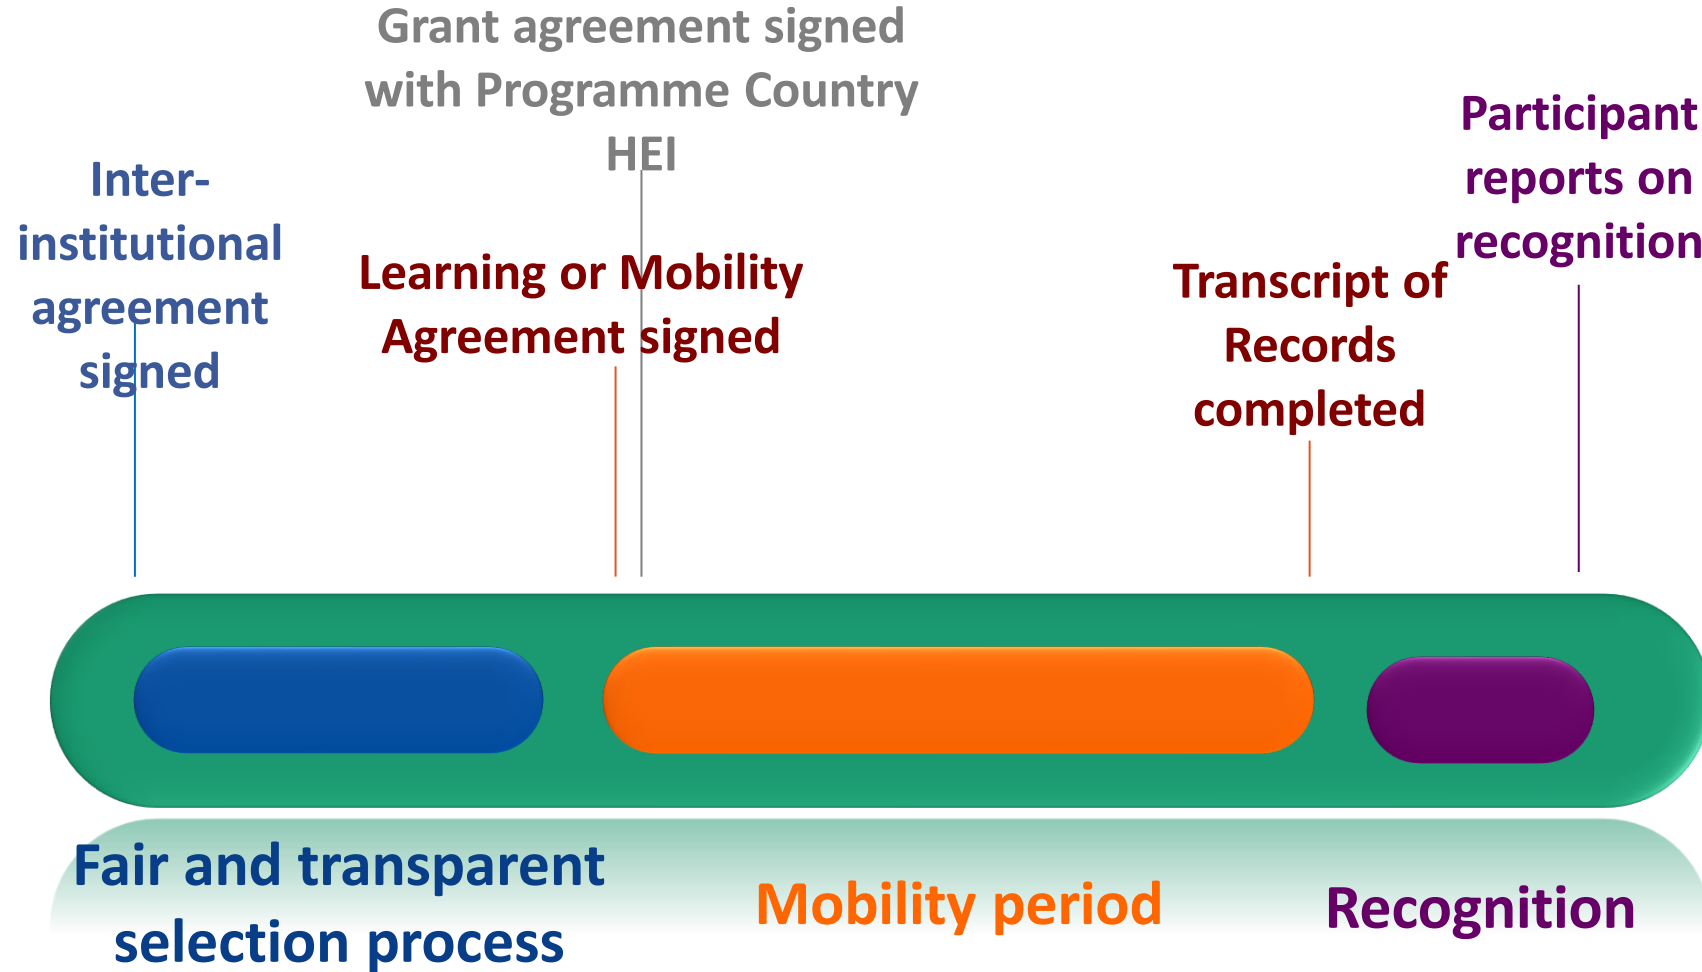 Grant agreement signed
with Programme Country
HEI
Inter-
institutional
agreement
signed
Learning or Mobility
Agreement signed
Transcript of
Records
completed
Participant
reports on
recognition
Fair and transparent
selection process
Mobility period
Recognition